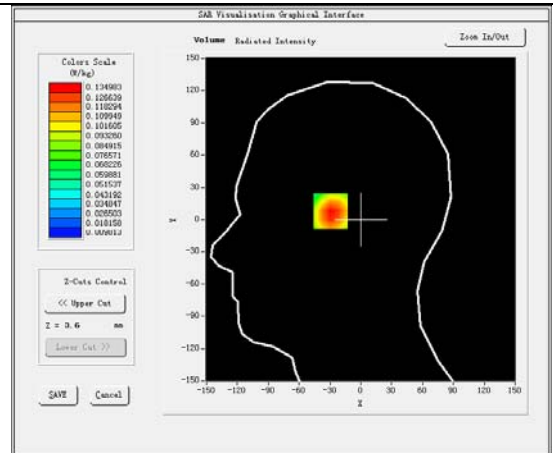 SAR Visualisation Graphical Interface
Volume Radiated Intensity
Zoom In/Out
Colors Scale
(W/kg)
0.134983
0.126639
0.118294
0.109949
0.101605
0.093260
0.084915
0.076571
0.068226
0.059881
0.051537
0.043192
0.034847
0.026503
0.018158
0.009813
Z-Cuts Control
<< Upper Cut
Z = 3.6 mm
Lower Cut >>
SAVE
Cancel
150
120
90
60
30
0
-30
-60
-90
-120
-150
Y
-150 -120 -90 -60 -30 0 30 60 90 120 150
X